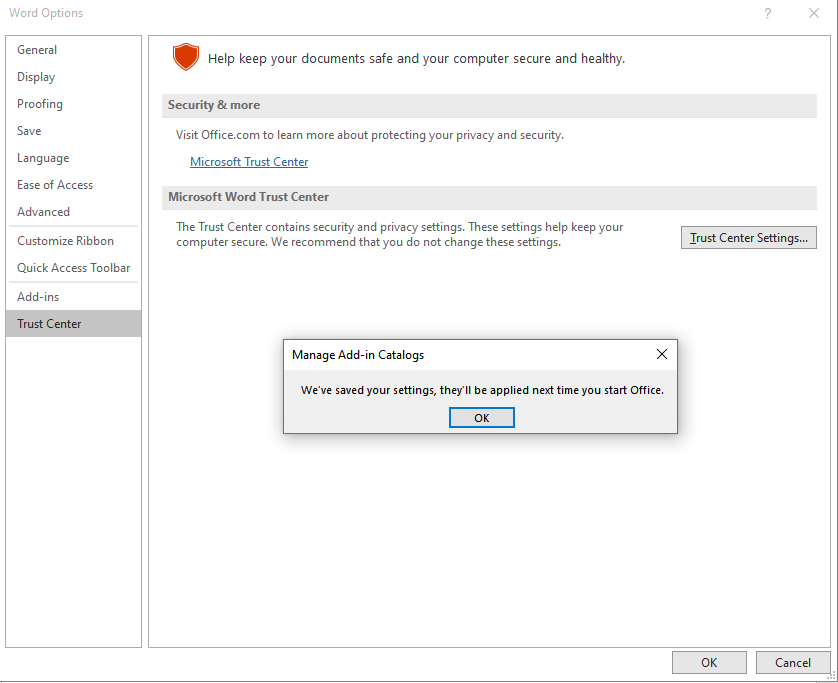 Word Options
?
General
Display
Proofing
Save
Language
Ease of Access
Advanced
Customize Ribbon
Quick Access Toolbar
Add-ins
Trust Center
Help keep your documents safe and your computer secure and healthy.
Security & more
Visit Office.com to learn more about protecting your privacy and security.
Microsoft Trust Center
Microsoft Word Trust Center
The Trust Center contains security and privacy settings. These settings help keep your
computer secure. We recommend that you do not change these settings.
Trust Center Settings...
Manage Add-in Catalogs
We've saved your settings, they'll be applied next time you start Office.
OK
OK
Cancel